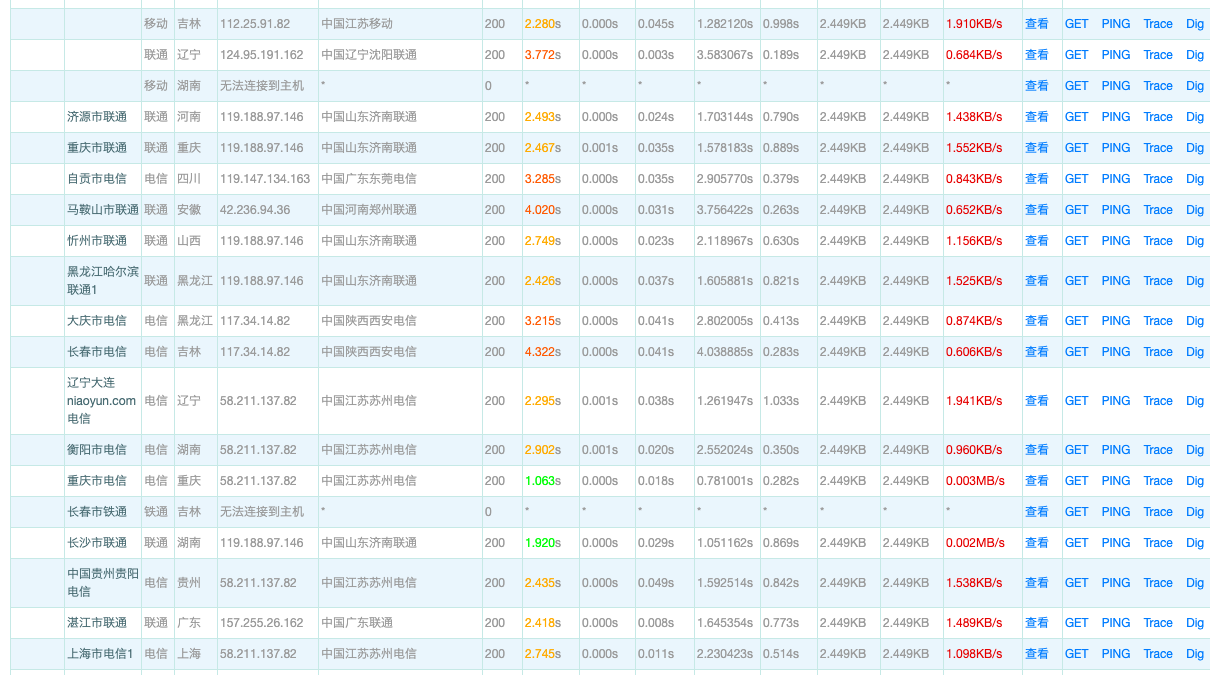 移动 吉林 112.25.91.82 中国江苏移动 200 2.280s 0.000s 0.045s 1.282120s 0.998s 2.449KB 2.449KB 1.910KB/s 查看 GET PING Trace Dig
联通 辽宁 124.95.191.162 中国辽宁沈阳联通 200 3.772s 0.000s 0.003s 3.583067s 0.189s 2.449KB 2.449KB 0.684KB/s 查看 GET PING Trace Dig
移动 湖南 无法连接到主机 * 0 * * * * * * * * 查看 GET PING Trace Dig
济源市联通 联通 河南 119.188.97.146 中国山东济南联通 200 2.493s 0.000s 0.024s 1.703144s 0.790s 2.449KB 2.449KB 1.438KB/s 查看 GET PING Trace Dig
重庆市联通 联通 重庆 119.188.97.146 中国山东济南联通 200 2.467s 0.001s 0.035s 1.578183s 0.889s 2.449KB 2.449KB 1.552KB/s 查看 GET PING Trace Dig
自贡市电信 电信 四川 119.147.134.163 中国广东东莞电信 200 3.285s 0.000s 0.035s 2.905770s 0.379s 2.449KB 2.449KB 0.843KB/s 查看 GET PING Trace Dig
马鞍山市联通 联通 安徽 42.236.94.36 中国河南郑州联通 200 4.020s 0.000s 0.031s 3.756422s 0.263s 2.449KB 2.449KB 0.652KB/s 查看 GET PING Trace Dig
忻州市联通 联通 山西 119.188.97.146 中国山东济南联通 200 2.749s 0.000s 0.023s 2.118967s 0.630s 2.449KB 2.449KB 1.156KB/s 查看 GET PING Trace Dig
黑龙江哈尔滨
联通1 联通 黑龙江 119.188.97.146 中国山东济南联通 200 2.426s 0.000s 0.037s 1.605881s 0.821s 2.449KB 2.449KB 1.525KB/s 查看 GET PING Trace Dig
大庆市电信 电信 黑龙江 117.34.14.82 中国陕西西安电信 200 3.215s 0.000s 0.041s 2.802005s 0.413s 2.449KB 2.449KB 0.874KB/s 查看 GET PING Trace Dig
长春市电信 电信 吉林 117.34.14.82 中国陕西西安电信 200 4.322s 0.000s 0.041s 4.038885s 0.283s 2.449KB 2.449KB 0.606KB/s 查看 GET PING Trace Dig
辽宁大连
niaoyun.com 电信 辽宁 58.211.137.82 中国江苏苏州电信 200 2.295s 0.001s 0.038s 1.261947s 1.033s 2.449KB 2.449KB 1.941KB/s 查看 GET PING Trace Dig
电信
衡阳市电信 电信 湖南 58.211.137.82 中国江苏苏州电信 200 2.902s 0.001s 0.020s 2.552024s 0.350s 2.449KB 2.449KB 0.960KB/s 查看 GET PING Trace Dig
重庆市电信 电信 重庆 58.211.137.82 中国江苏苏州电信 200 1.063s 0.000s 0.018s 0.781001s 0.282s 2.449KB 2.449KB 0.003MB/s 查看 GET PING Trace Dig
长春市铁通 铁通 吉林 无法连接到主机 * 0 * * * * * * * * 查看 GET PING Trace Dig
长沙市联通 联通 湖南 119.188.97.146 中国山东济南联通 200 1.920s 0.000s 0.029s 1.051162s 0.869s 2.449KB 2.449KB 0.002MB/s 查看 GET PING Trace Dig
中国贵州贵阳
电信 电信 贵州 58.211.137.82 中国江苏苏州电信 200 2.435s 0.000s 0.049s 1.592514s 0.842s 2.449KB 2.449KB 1.538KB/s 查看 GET PING Trace Dig
湛江市联通 联通 广东 157.255.26.162 中国广东联通 200 2.418s 0.000s 0.008s 1.645354s 0.773s 2.449KB 2.449KB 1.489KB/s 查看 GET PING Trace Dig
上海市电信1 电信 上海 58.211.137.82 中国江苏苏州电信 200 2.745s 0.000s 0.011s 2.230423s 0.514s 2.449KB 2.449KB 1.098KB/s 查看 GET PING Trace Dig